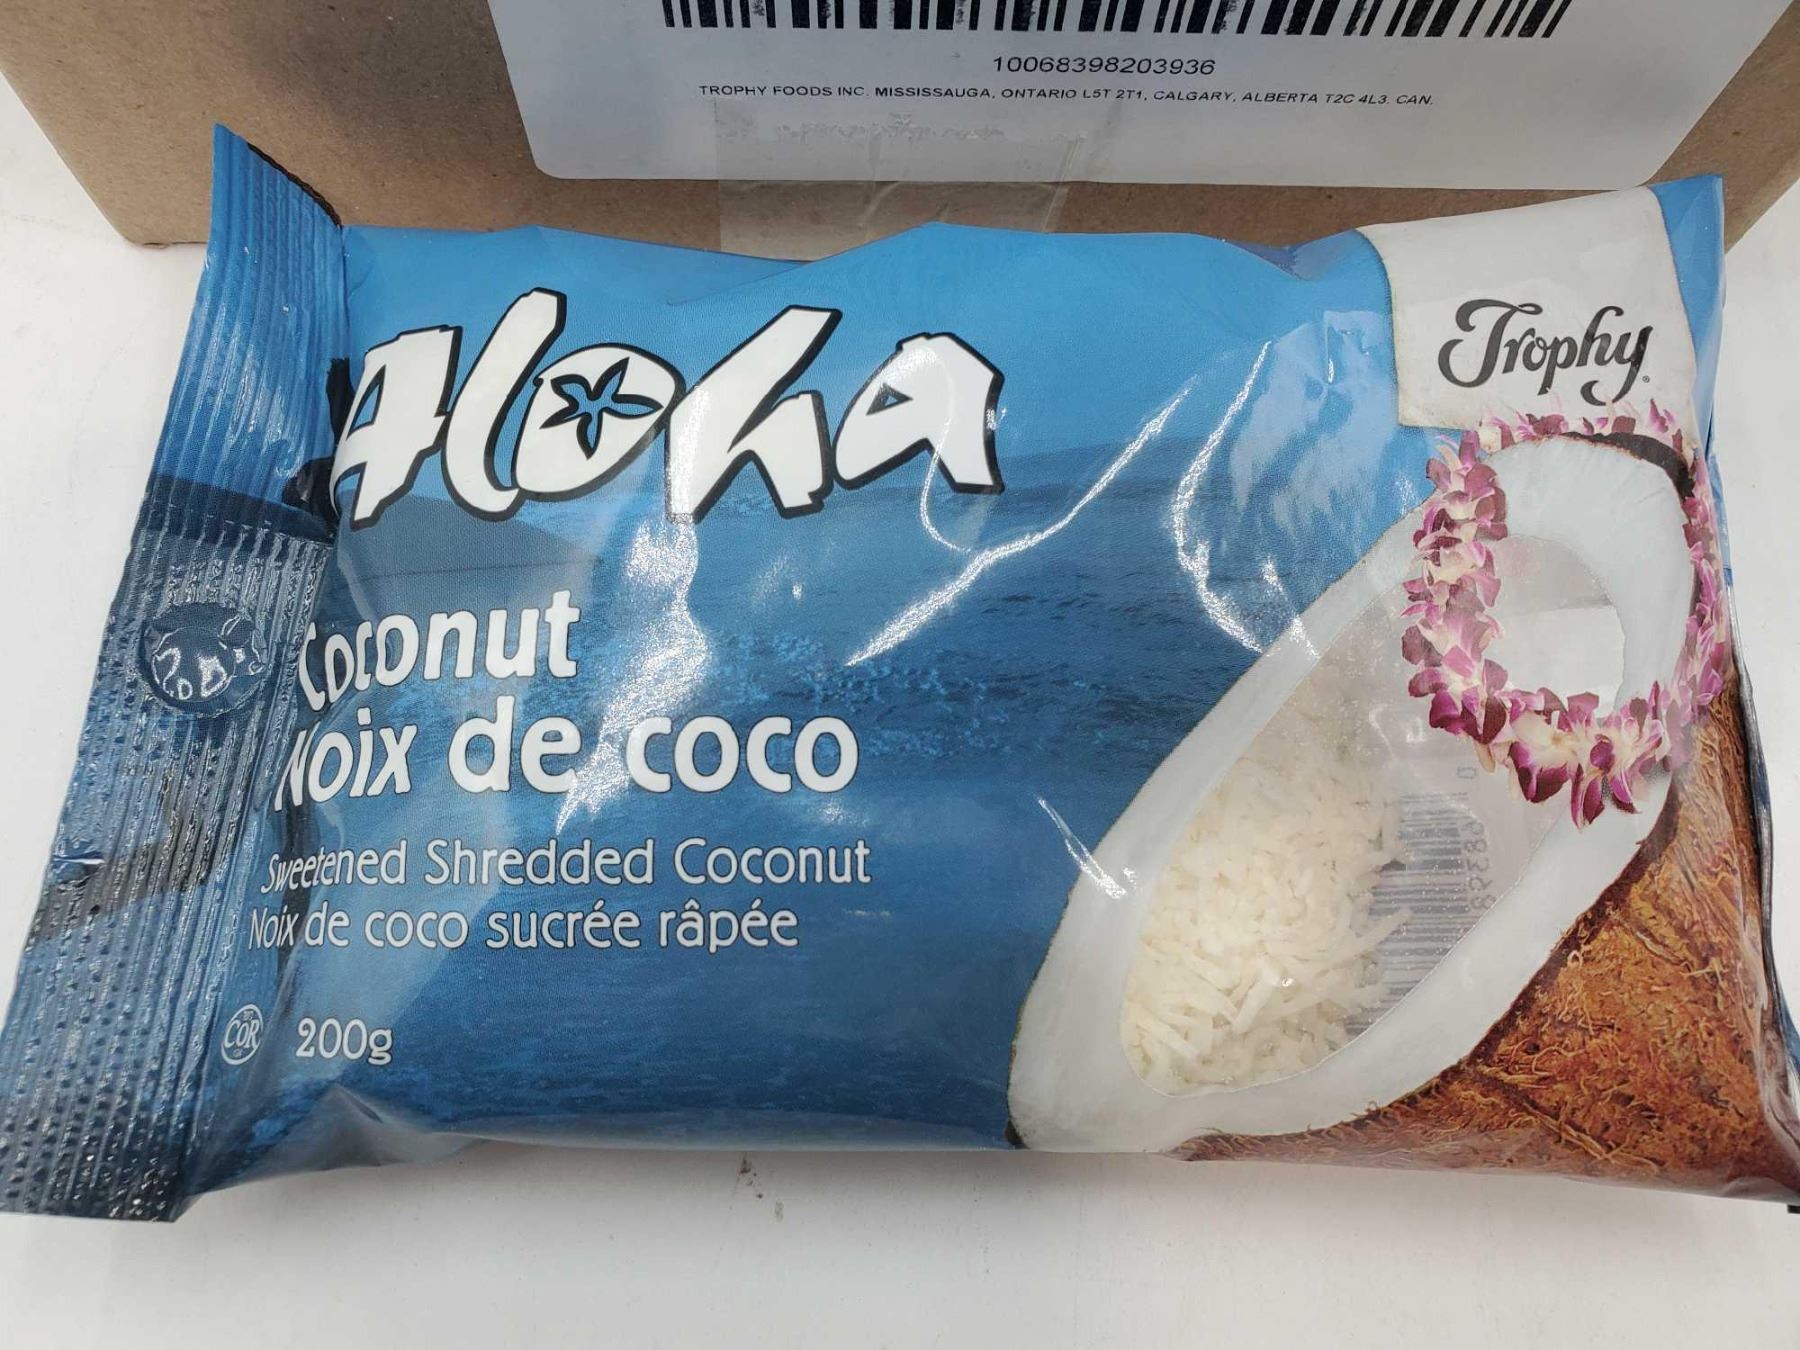 10068398203936
TROPHY FOODS INC. MISSISSAUGA, ONTARIO L5T 2T1, CALGARY, ALBERTA T2C 4L3. CAN.
Trophy
Aloha
Coconut
Noix de coco
Sweetened Shredded Coconut
Noix de coco sucrée râpée
COR 200g